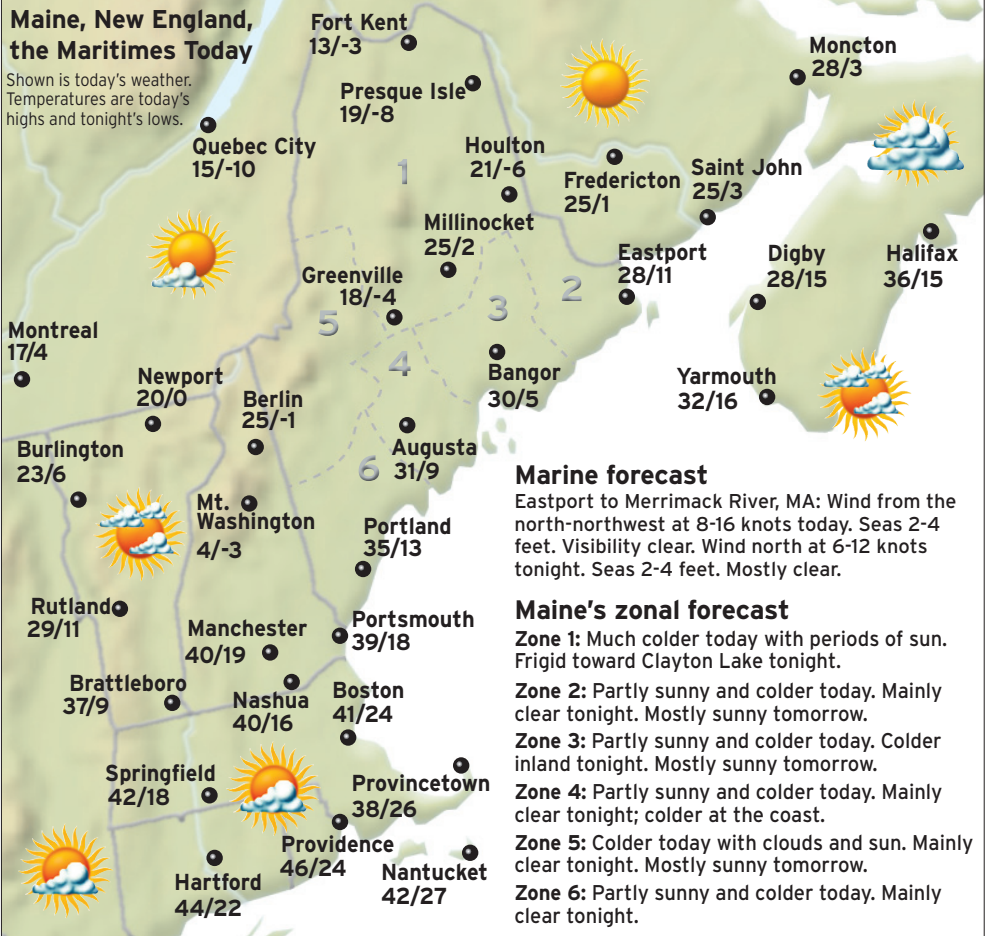 Maine, New England,
the Maritimes Today
Shown is today's weather.
Temperatures are today's
highs and tonight's lows.
Fort Kent
13/-3
Presque Isle
19/-8
Moncton
28/3
Quebec City
15/-10
Houlton
21/-6
1
Fredericton
25/1
Saint John
25/3
Millinocket
25/2
Greenville
18/-4
Eastport
28/11
Digby
28/15
Halifax
36/15
2
3
5
4
Montreal
17/4
Newport
20/0
Berlin
25/-1
Bangor
30/5
Yarmouth
32/16
Burlington
23/6
Augusta
31/9
6
Mt.
Washington
4/-3
Portland
35/13
Rutland
29/11
Manchester
40/19
Portsmouth
39/18
Brattleboro
37/9
Nashua
40/16
Boston
41/24
Springfield
42/18
Provincetown
38/26
Providence
46/24
Hartford
44/22
Nantucket
42/27
Marine forecast
Eastport to Merrimack River, MA: Wind from the
north-northwest at 8-16 knots today. Seas 2-4
feet. Visibility clear. Wind north at 6-12 knots
tonight. Seas 2-4 feet. Mostly clear.
Maine's zonal forecast
Zone 1: Much colder today with periods of sun.
Frigid toward Clayton Lake tonight.
Zone 2: Partly sunny and colder today. Mainly
clear tonight. Mostly sunny tomorrow.
Zone 3: Partly sunny and colder today. Colder
inland tonight. Mostly sunny tomorrow.
Zone 4: Partly sunny and colder today. Mainly
clear tonight; colder at the coast.
Zone 5: Colder today with clouds and sun. Mainly
clear tonight. Mostly sunny tomorrow.
Zone 6: Partly sunny and colder today. Mainly
clear tonight.